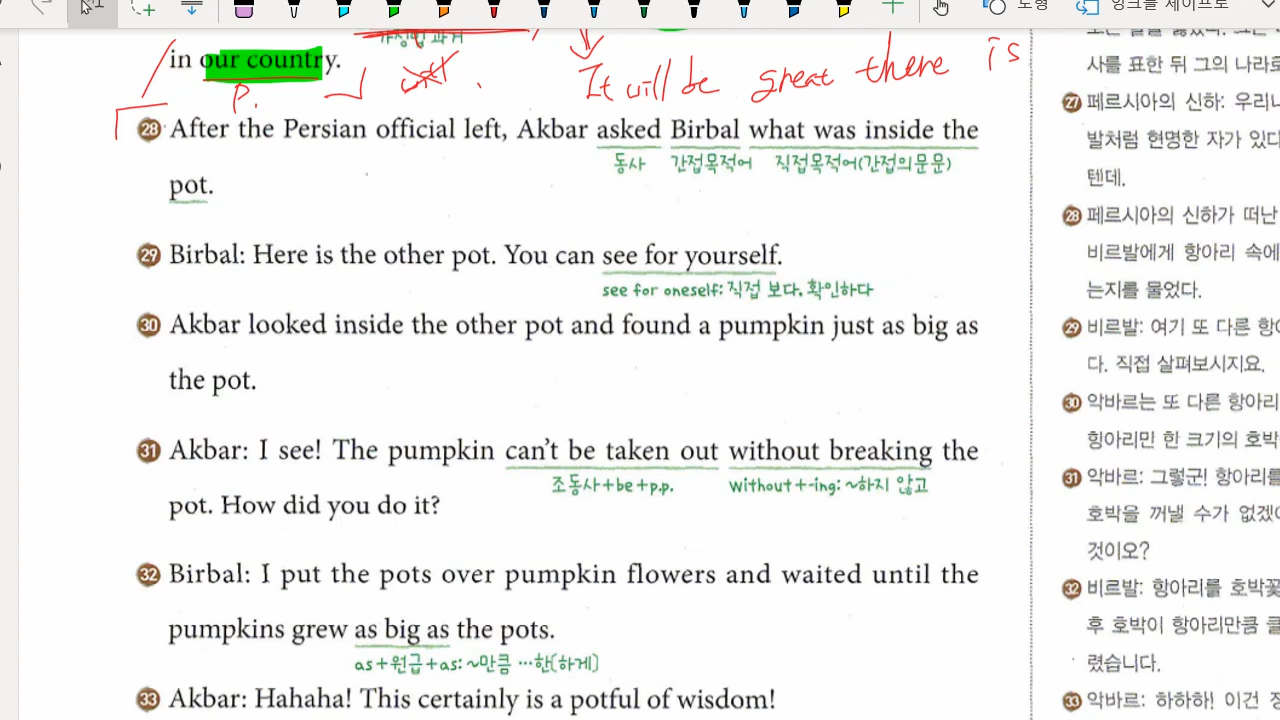 도형
잉크를 셰이프로
in our country.
p.
It will be great there is
28 After the Persian official left, Akbar asked Birbal what was inside the
동사 간접목적어 직접목적어(간접의문문)
pot.
29 Birbal: Here is the other pot. You can see for yourself.
see for oneself: 직접 보다, 확인하다
30 Akbar looked inside the other pot and found a pumpkin just as big as
the pot.
31 Akbar: I see! The pumpkin can't be taken out without breaking the
조동사+be+p.p. without+-ing: ~하지 않고
pot. How did you do it?
32 Birbal: I put the pots over pumpkin flowers and waited until the
pumpkins grew as big as the pots.
as+원급+as: ~만큼 …한(하게)
33 Akbar: Hahaha! This certainly is a potful of wisdom!
사를 표한 뒤 그의 나라로
27 페르시아의 신하: 우리나
발처럼 현명한 자가 있다
텐데.
28 페르시아의 신하가 떠난
비르발에게 항아리 속에
는지를 물었다.
29 비르발: 여기 또 다른 항아
다. 직접 살펴보시지요.
30 악바르는 또 다른 항아리
항아리만 한 크기의 호박
31 악바르: 그렇군! 항아리를
호박을 꺼낼 수가 없겠
것이오?
32 비르발: 항아리를 호박꽃
후 호박이 항아리만큼 클
렸습니다.
33 악바르: 하하하! 이건 정